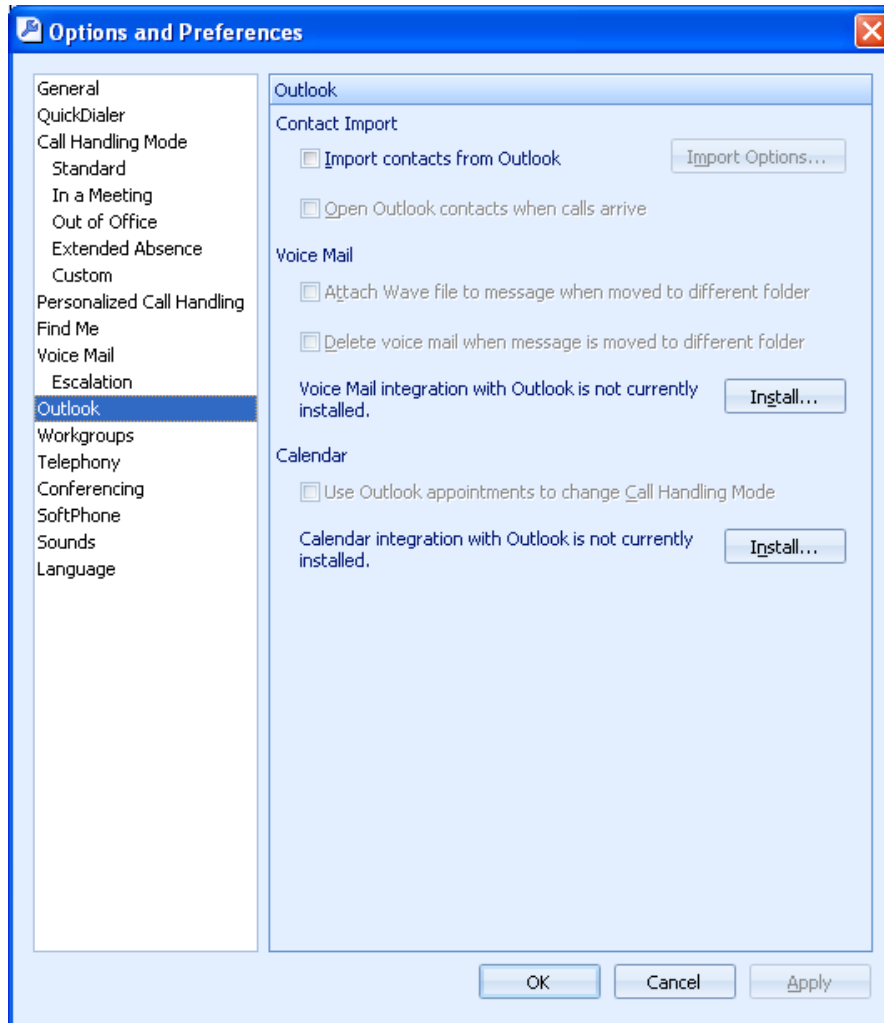 Options and Preferences
General
QuickDialer
Call Handling Mode
Standard
In a Meeting
Out of Office
Extended Absence
Custom
Personalized Call Handling
Find Me
Voice Mail
Escalation
Outlook
Workgroups
Telephony
Conferencing
SoftPhone
Sounds
Language
Outlook
Contact Import
Import contacts from Outlook
Import Options...
Open Outlook contacts when calls arrive
Voice Mail
Attach Wave file to message when moved to different folder
Delete voice mail when message is moved to different folder
Voice Mail integration with Outlook is not currently
installed.
Install...
Calendar
Use Outlook appointments to change Call Handling Mode
Calendar integration with Outlook is not currently
installed.
Install...
OK
Cancel
Apply